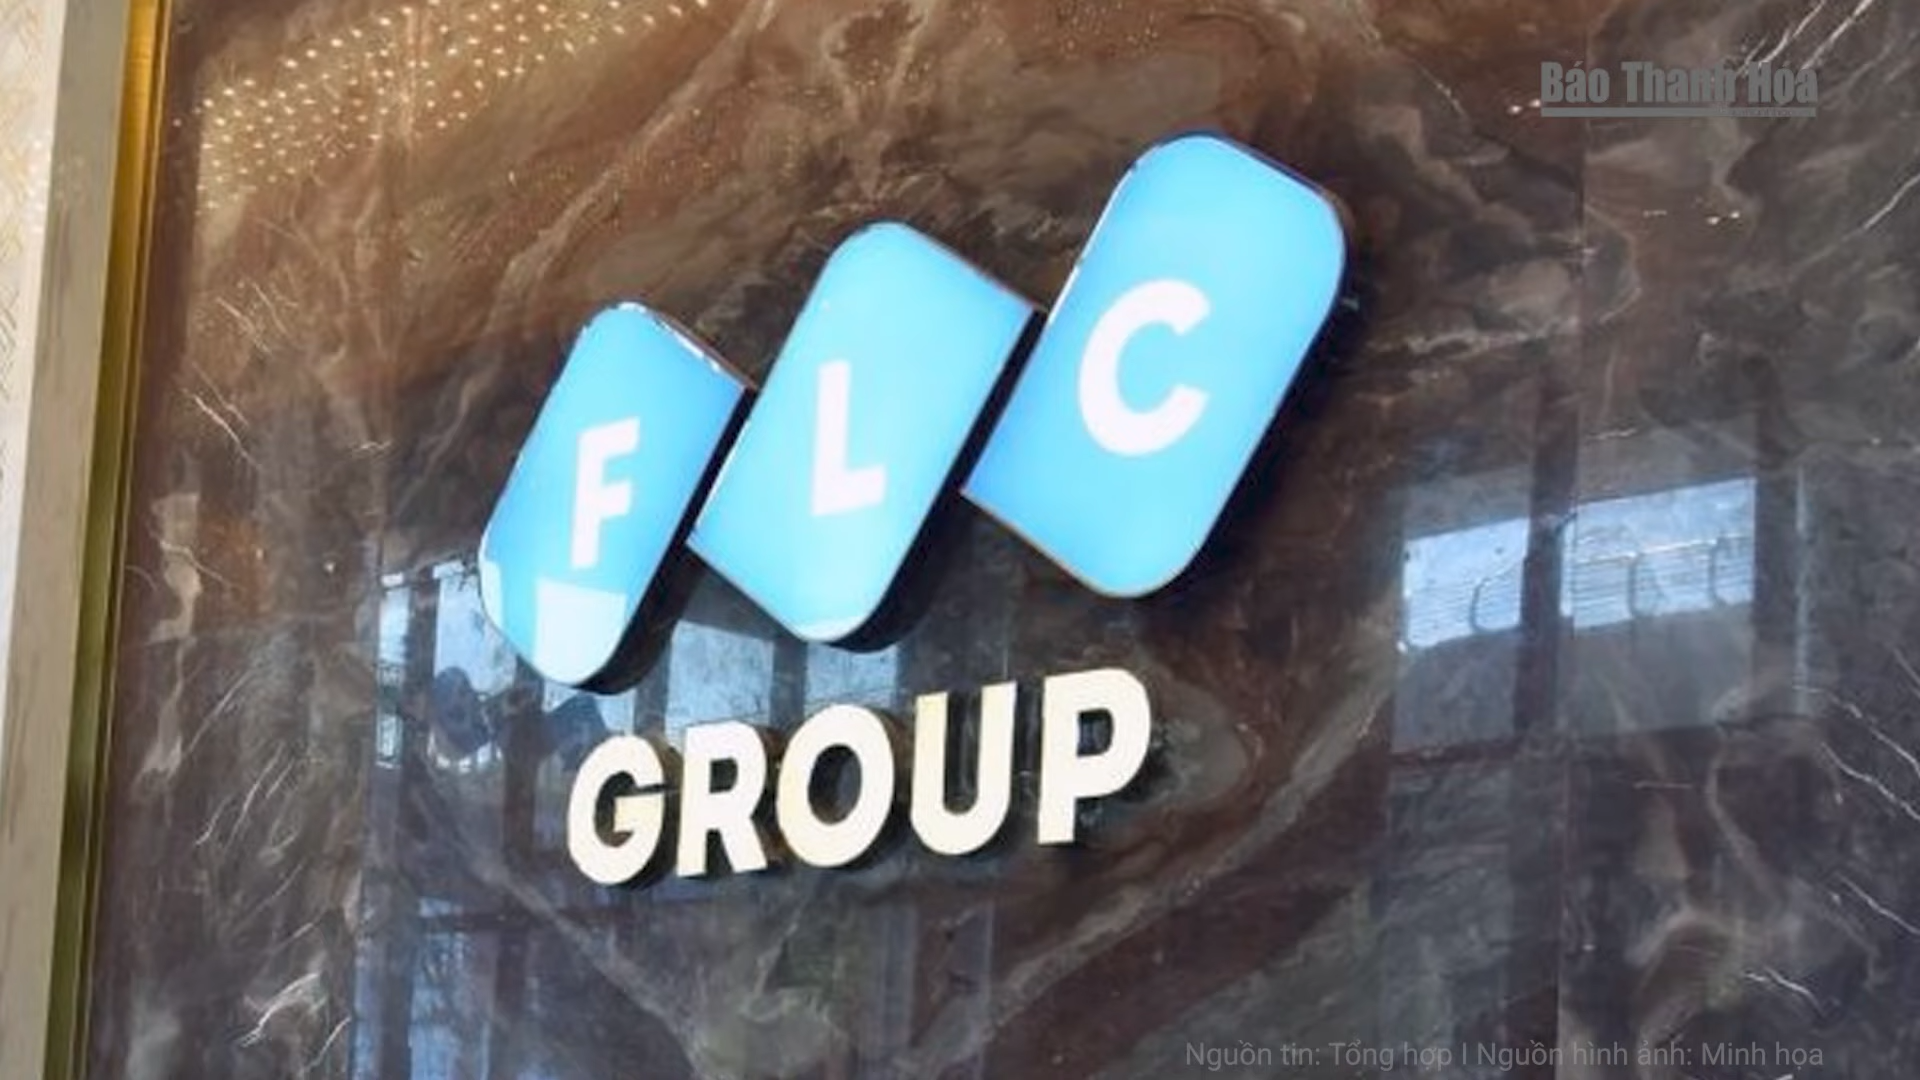 Báo Thanh Hóa
F L C
GROUP
Nguồn tin: Tổng hợp I Nguồn hình ảnh: Minh họa